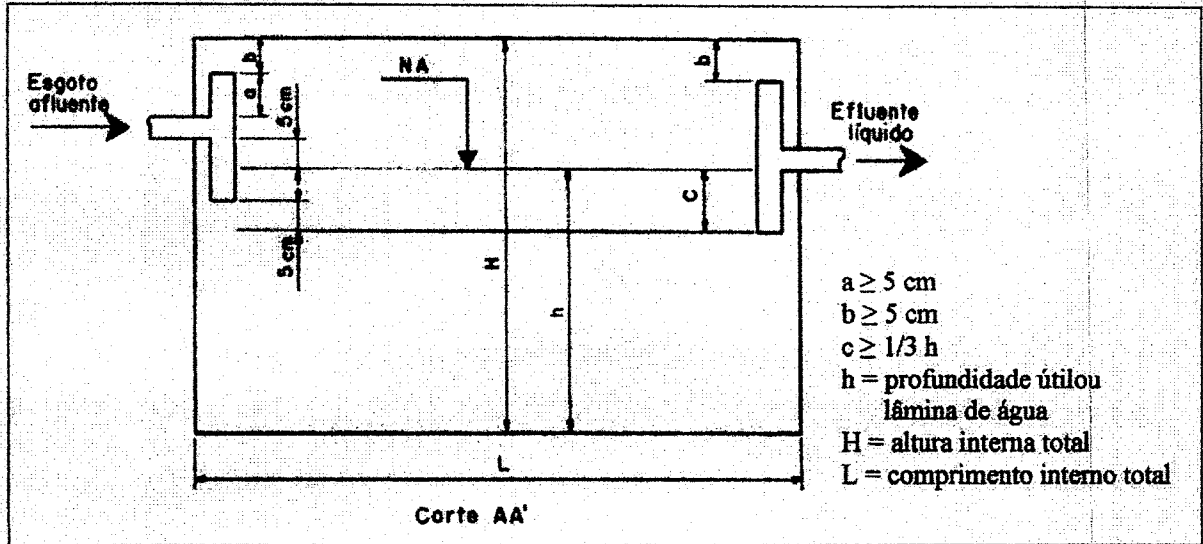 Esgoto
afluente
b
a
5 cm
5 cm
NA
H
h
b
C
Efluente
líquido
a ≥ 5 cm
b ≥ 5 cm
c ≥ 1/3 h
h = profundidade útilou
lâmina de água
H = altura interna total
L = comprimento interno total
L
Corte AA'